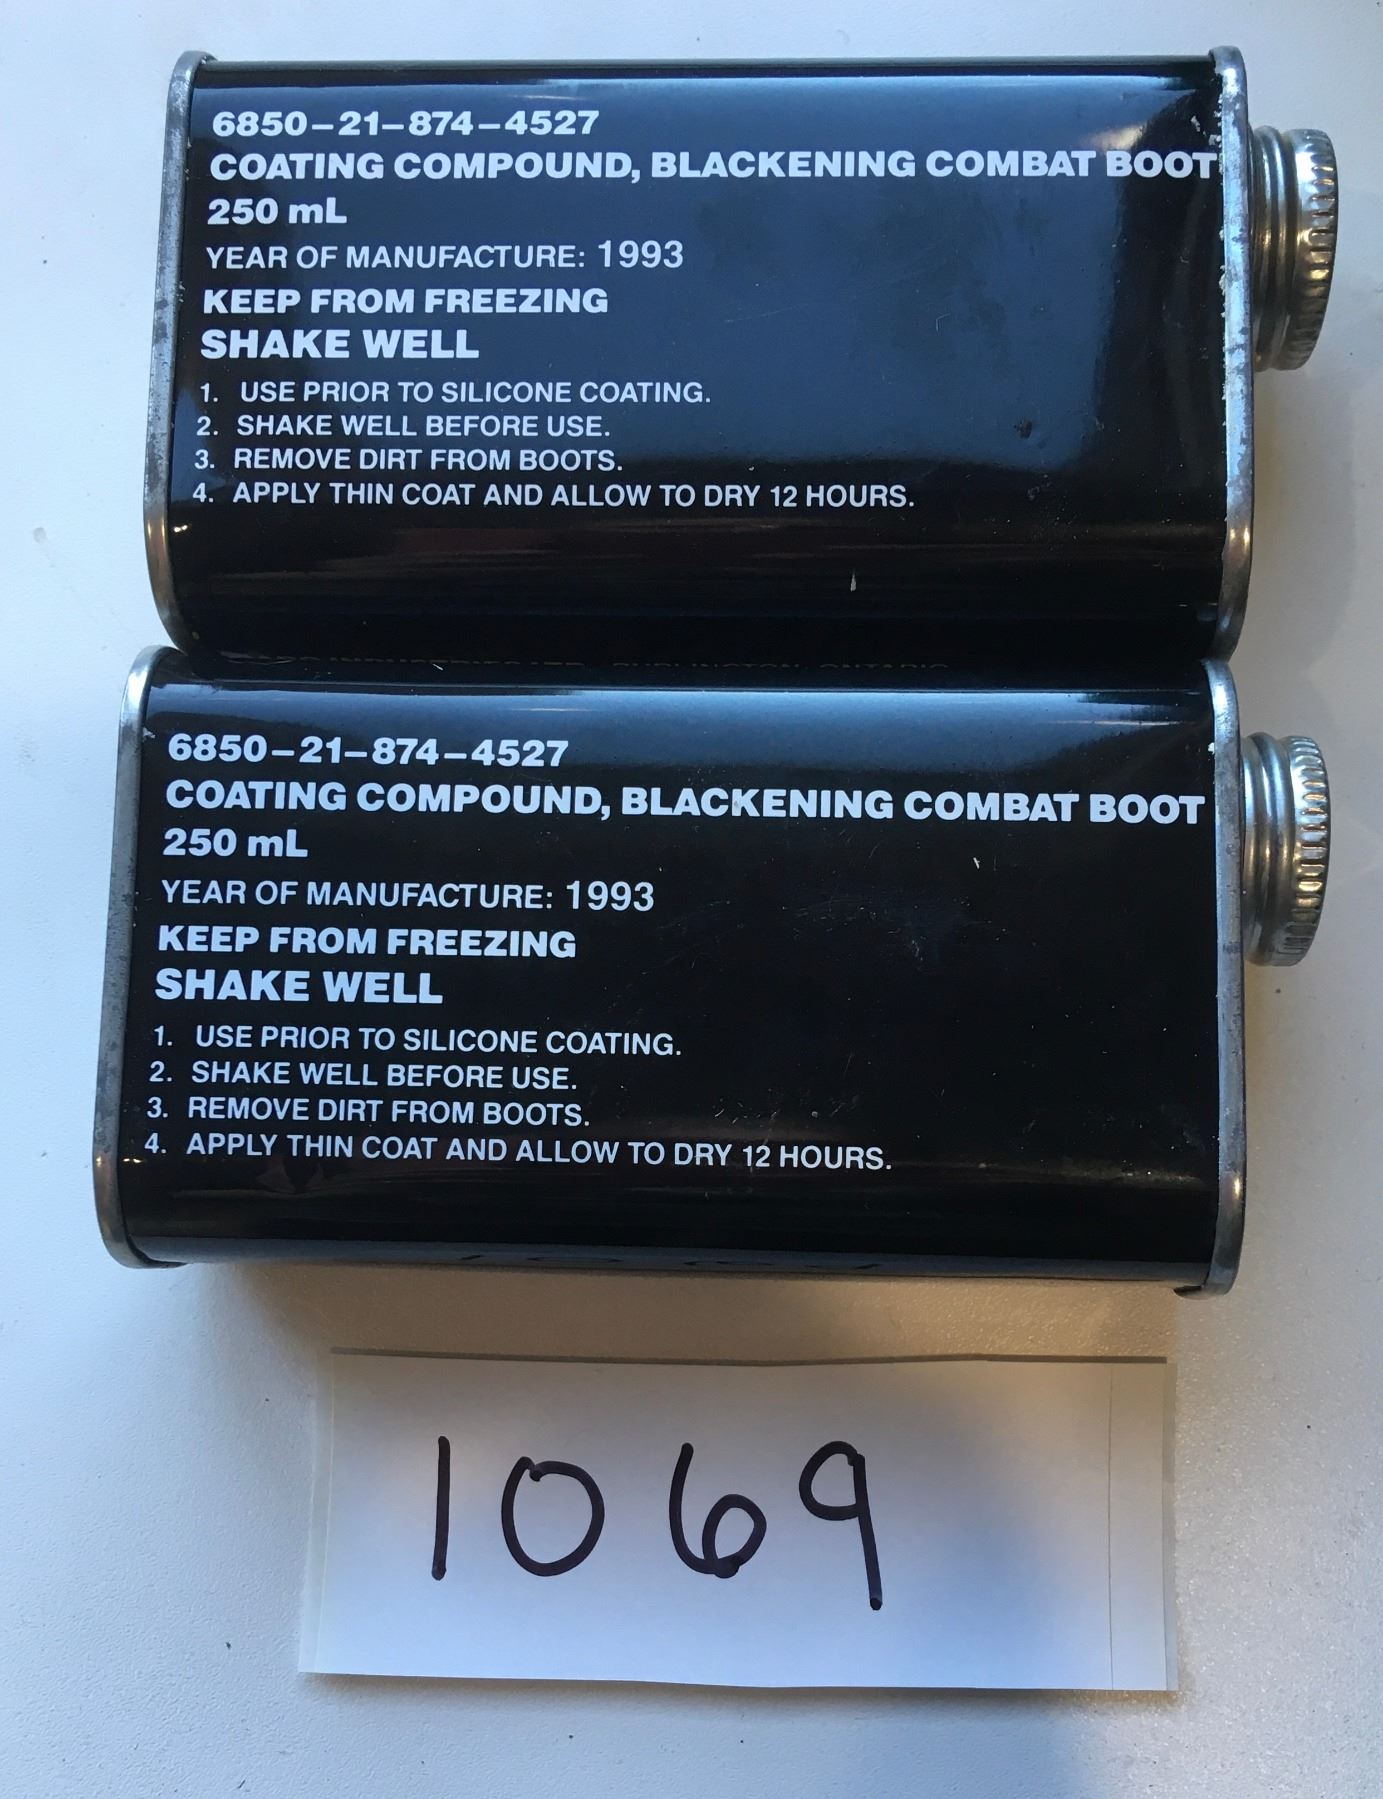 6850-21-874-4527
COATING COMPOUND, BLACKENING COMBAT BOOT
250 mL
YEAR OF MANUFACTURE: 1993
KEEP FROM FREEZING
SHAKE WELL
1. USE PRIOR TO SILICONE COATING.
2. SHAKE WELL BEFORE USE.
3. REMOVE DIRT FROM BOOTS.
4. APPLY THIN COAT AND ALLOW TO DRY 12 HOURS.
INDUSTRIES LTD. BURLINGTON, ONTARIO
6850-21-874-4527
COATING COMPOUND, BLACKENING COMBAT BOOT
250 mL
YEAR OF MANUFACTURE: 1993
KEEP FROM FREEZING
SHAKE WELL
1. USE PRIOR TO SILICONE COATING.
2. SHAKE WELL BEFORE USE.
3. REMOVE DIRT FROM BOOTS.
4. APPLY THIN COAT AND ALLOW TO DRY 12 HOURS.
1069